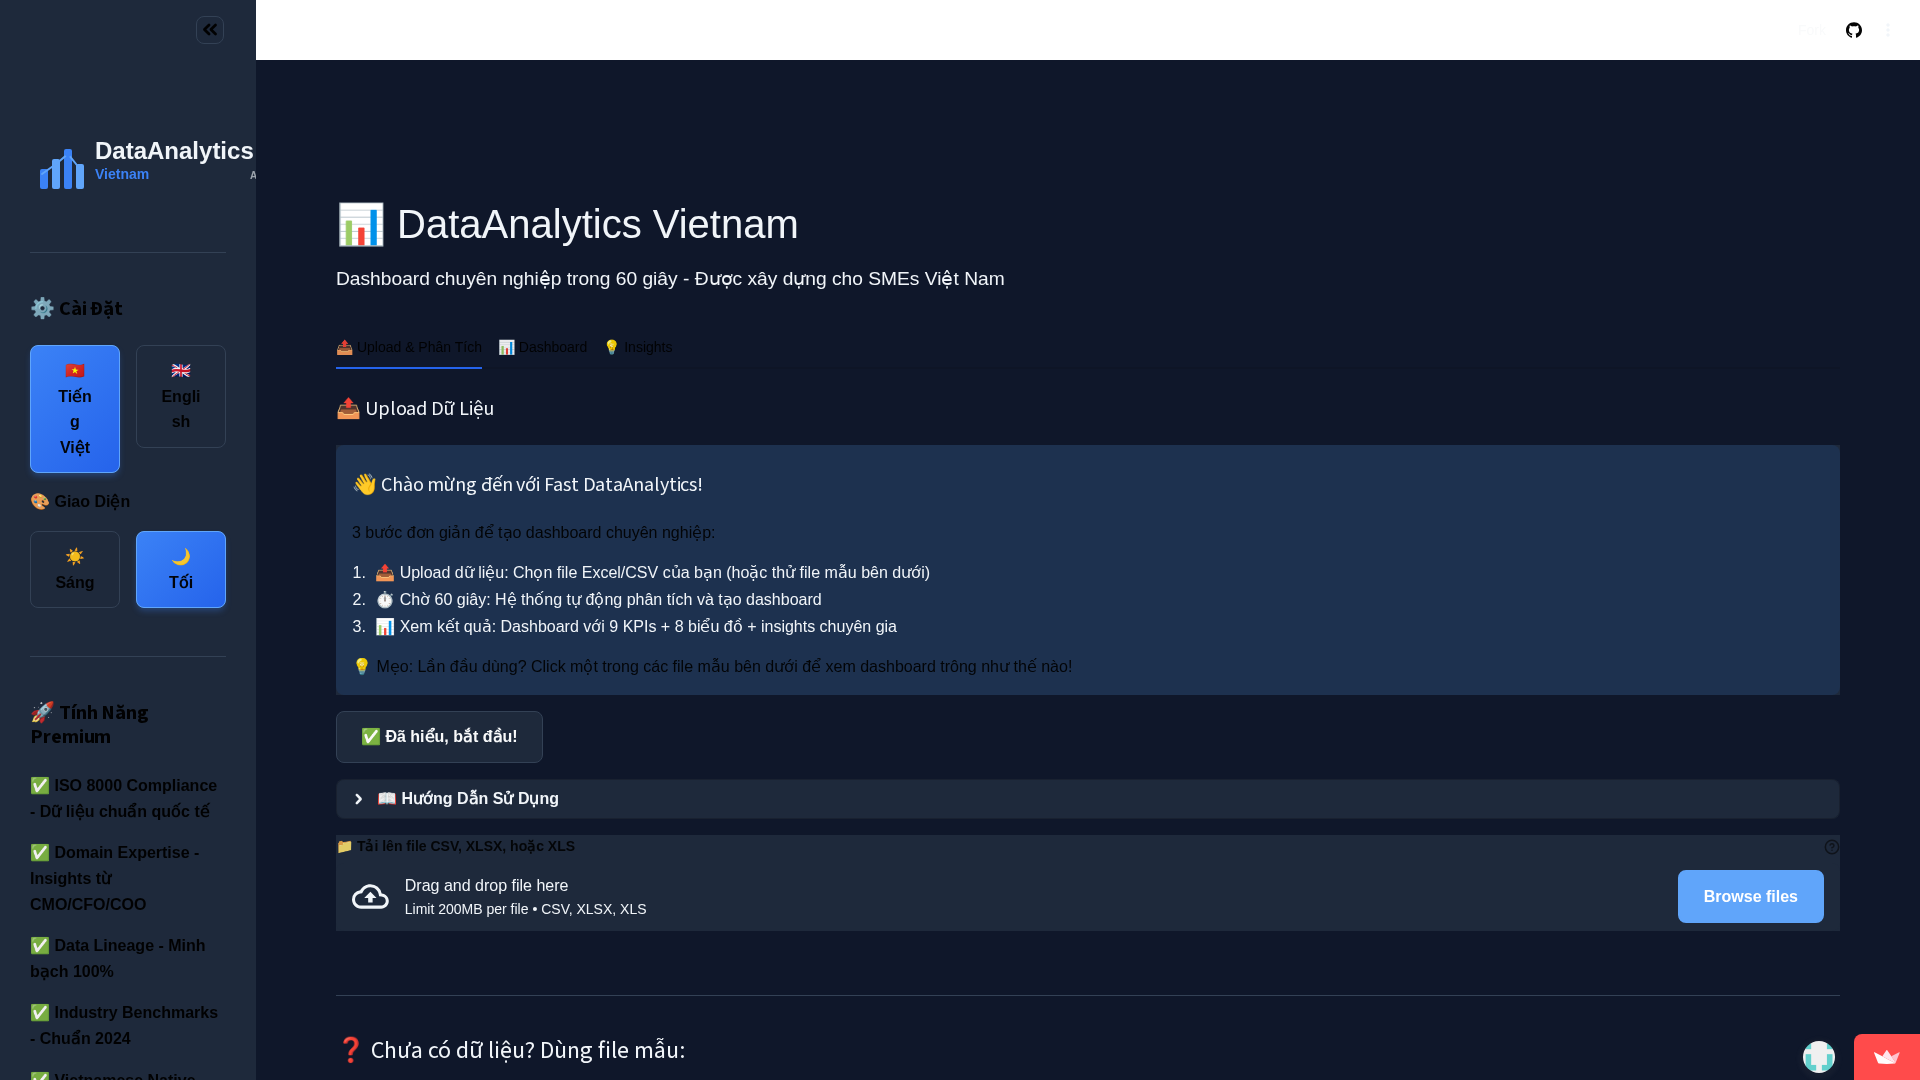 DataAnalytics
Vietnam
A
⚙️ Cài Đặt
🇻🇳
Tiến
g
Việt
🇬🇧
Engli
sh
🎨 Giao Diện
☀️
Sáng
🌙
Tối
🚀 Tính Năng
Premium
✅ ISO 8000 Compliance
- Dữ liệu chuẩn quốc tế
✅ Domain Expertise -
Insights từ
CMO/CFO/COO
✅ Data Lineage - Minh
bạch 100%
✅ Industry Benchmarks
- Chuẩn 2024
✅ Vietnamese Native
📊 DataAnalytics Vietnam
Dashboard chuyên nghiệp trong 60 giây - Được xây dựng cho SMEs Việt Nam
📤 Upload & Phân Tích
📊 Dashboard
💡 Insights
📤 Upload Dữ Liệu
👋 Chào mừng đến với Fast DataAnalytics!
3 bước đơn giản để tạo dashboard chuyên nghiệp:
1. 📤 Upload dữ liệu: Chọn file Excel/CSV của bạn (hoặc thử file mẫu bên dưới)
2. ⏱️ Chờ 60 giây: Hệ thống tự động phân tích và tạo dashboard
3. 📊 Xem kết quả: Dashboard với 9 KPIs + 8 biểu đồ + insights chuyên gia
💡 Mẹo: Lần đầu dùng? Click một trong các file mẫu bên dưới để xem dashboard trông như thế nào!
✅ Đã hiểu, bắt đầu!
📖 Hướng Dẫn Sử Dụng
📁 Tải lên file CSV, XLSX, hoặc XLS
Drag and drop file here
Limit 200MB per file • CSV, XLSX, XLS
Browse files
❓ Chưa có dữ liệu? Dùng file mẫu: